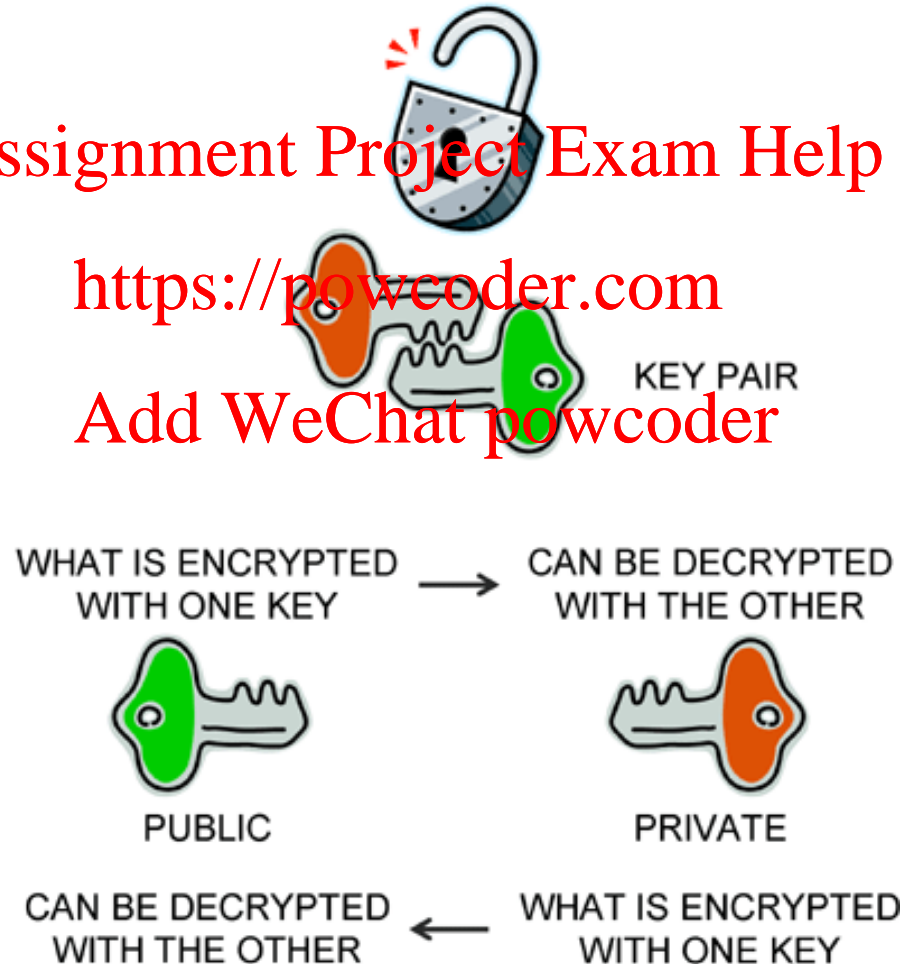 ssignment Project Exam Help
https://powcoder.com
KEY PAIR
Add WeChat powcoder
WHAT IS ENCRYPTED
WITH ONE KEY
CAN BE DECRYPTED
WITH THE OTHER
PUBLIC
PRIVATE
CAN BE DECRYPTED
WITH THE OTHER
WHAT IS ENCRYPTED
WITH ONE KEY